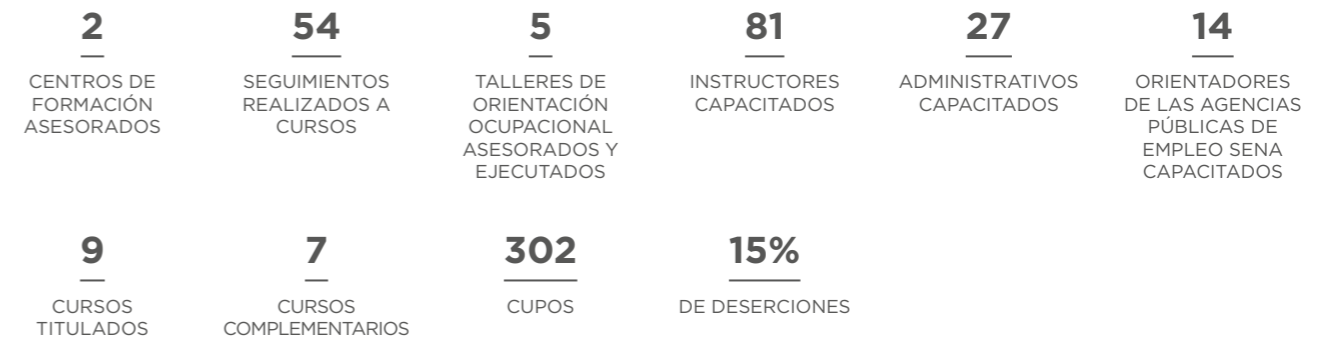 2
CENTROS DE
FORMACIÓN
ASESORADOS
54
SEGUIMIENTOS
REALIZADOS A
CURSOS
5
TALLERES DE
ORIENTACIÓN
OCUPACIONAL
ASESORADOS Y
EJECUTADOS
81
INSTRUCTORES
CAPACITADOS
27
ADMINISTRATIVOS
CAPACITADOS
14
ORIENTADORES
DE LAS AGENCIAS
PÚBLICAS DE
EMPLEO SENA
CAPACITADOS
9
CURSOS
TITULADOS
7
CURSOS
COMPLEMENTARIOS
302
CUPOS
15%
DE DESERCIONES